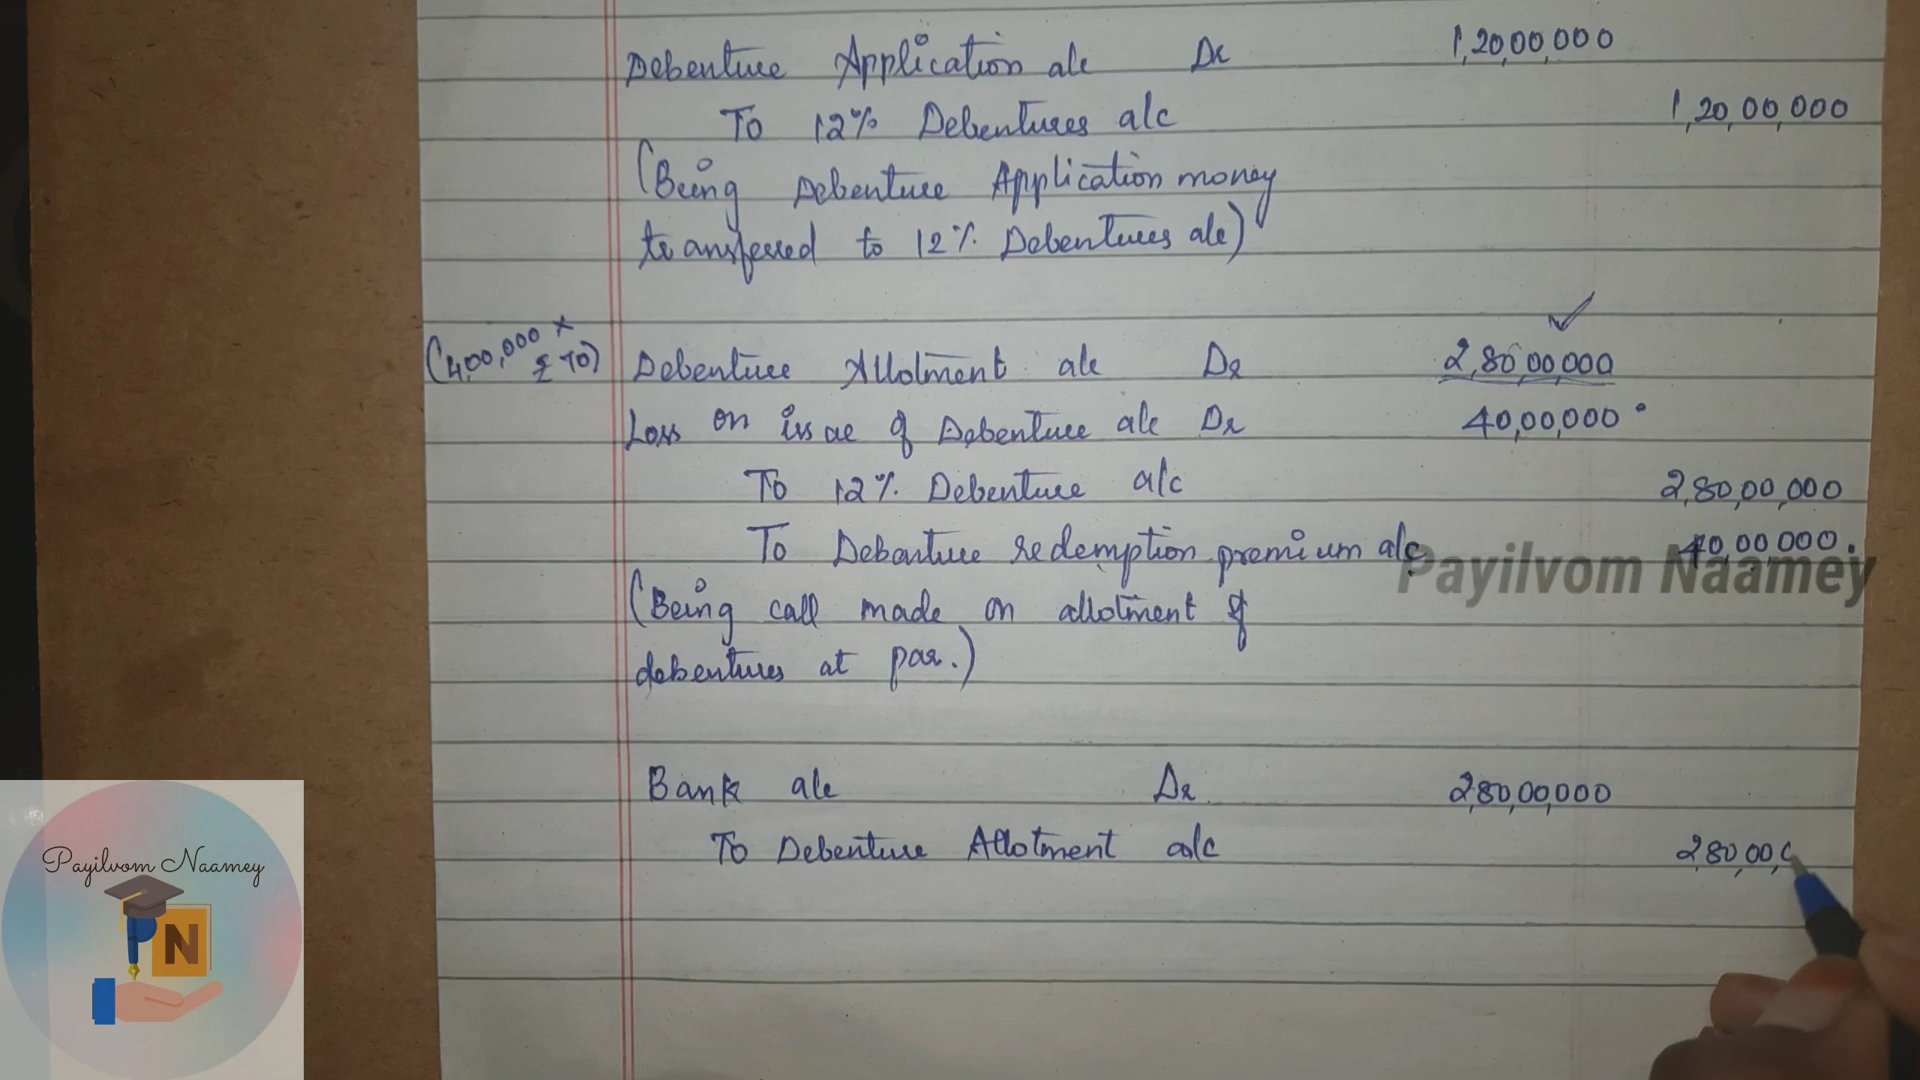 Debenture Application a/c Dr 1,20,00,000
To 12% Debentures a/c 1,20,00,000
(Being Debenture Application money
transferred to 12% Debentures a/c)
(4,00,000 x
₹ 70) Debenture Allotment a/c Dr 2,80,00,000
Loss on issue of Debenture a/c Dr 40,00,000
To 12% Debenture a/c 2,80,00,000
To Debenture redemption premium a/c 40,00,000.
Payilvom Naamey
(Being call made on allotment of
debentures at par.)
Bank a/c Dr 2,80,00,000
To Debenture Allotment a/c 2,80,00,0
Payilvom Naamey
N